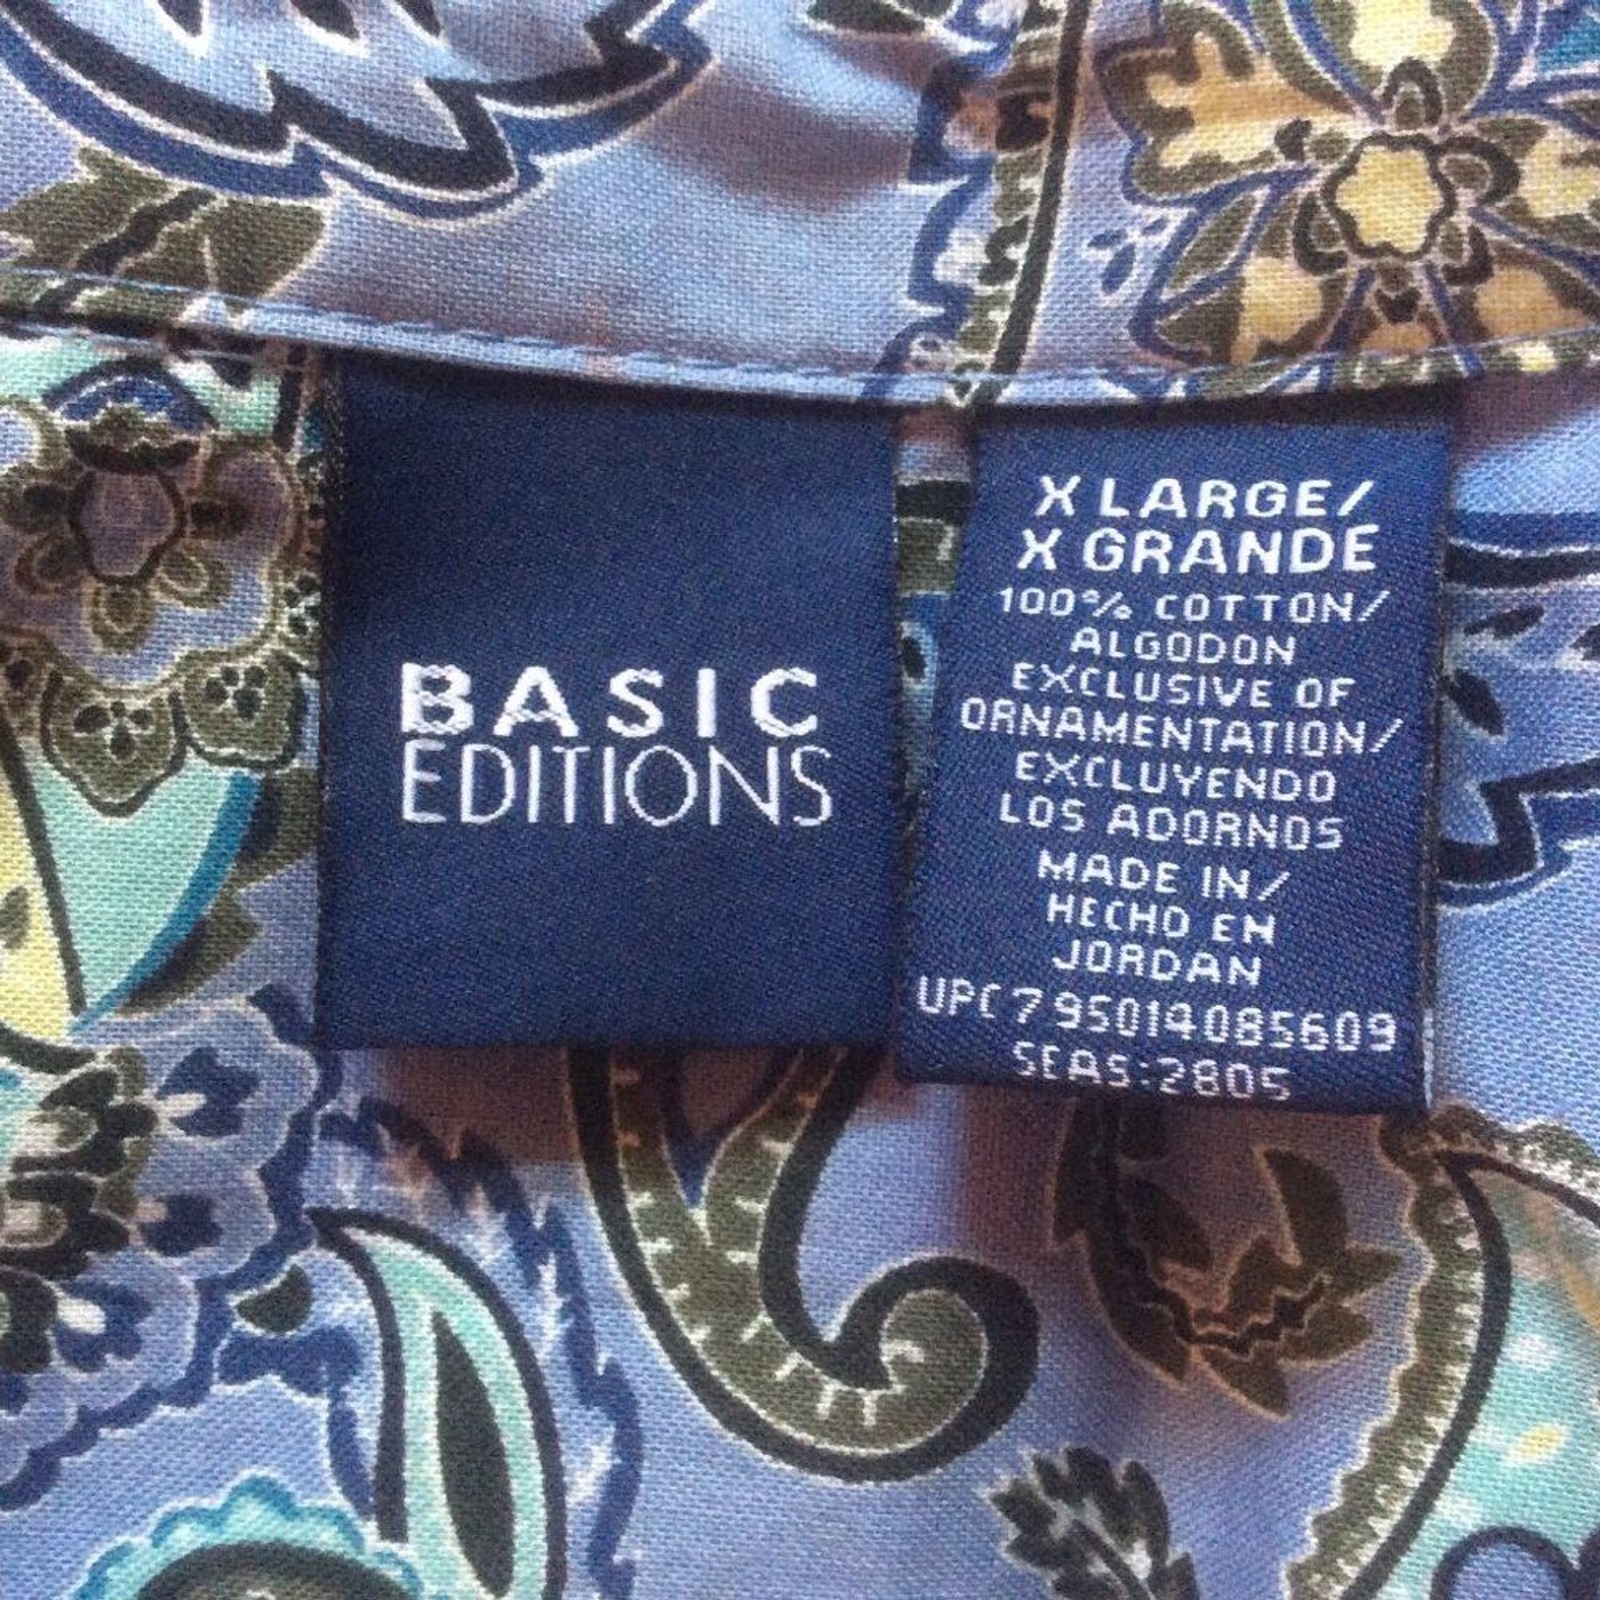 BASIC
EDITIONS
X LARGE/
X GRANDE
100% COTTON/
ALGODON
EXCLUSIVE OF
ORNAMENTATION/
EXCLUYENDO
LOS ADORNOS
MADE IN/
HECHO EN
JORDAN
UPC 795014085609
SEAS:2805